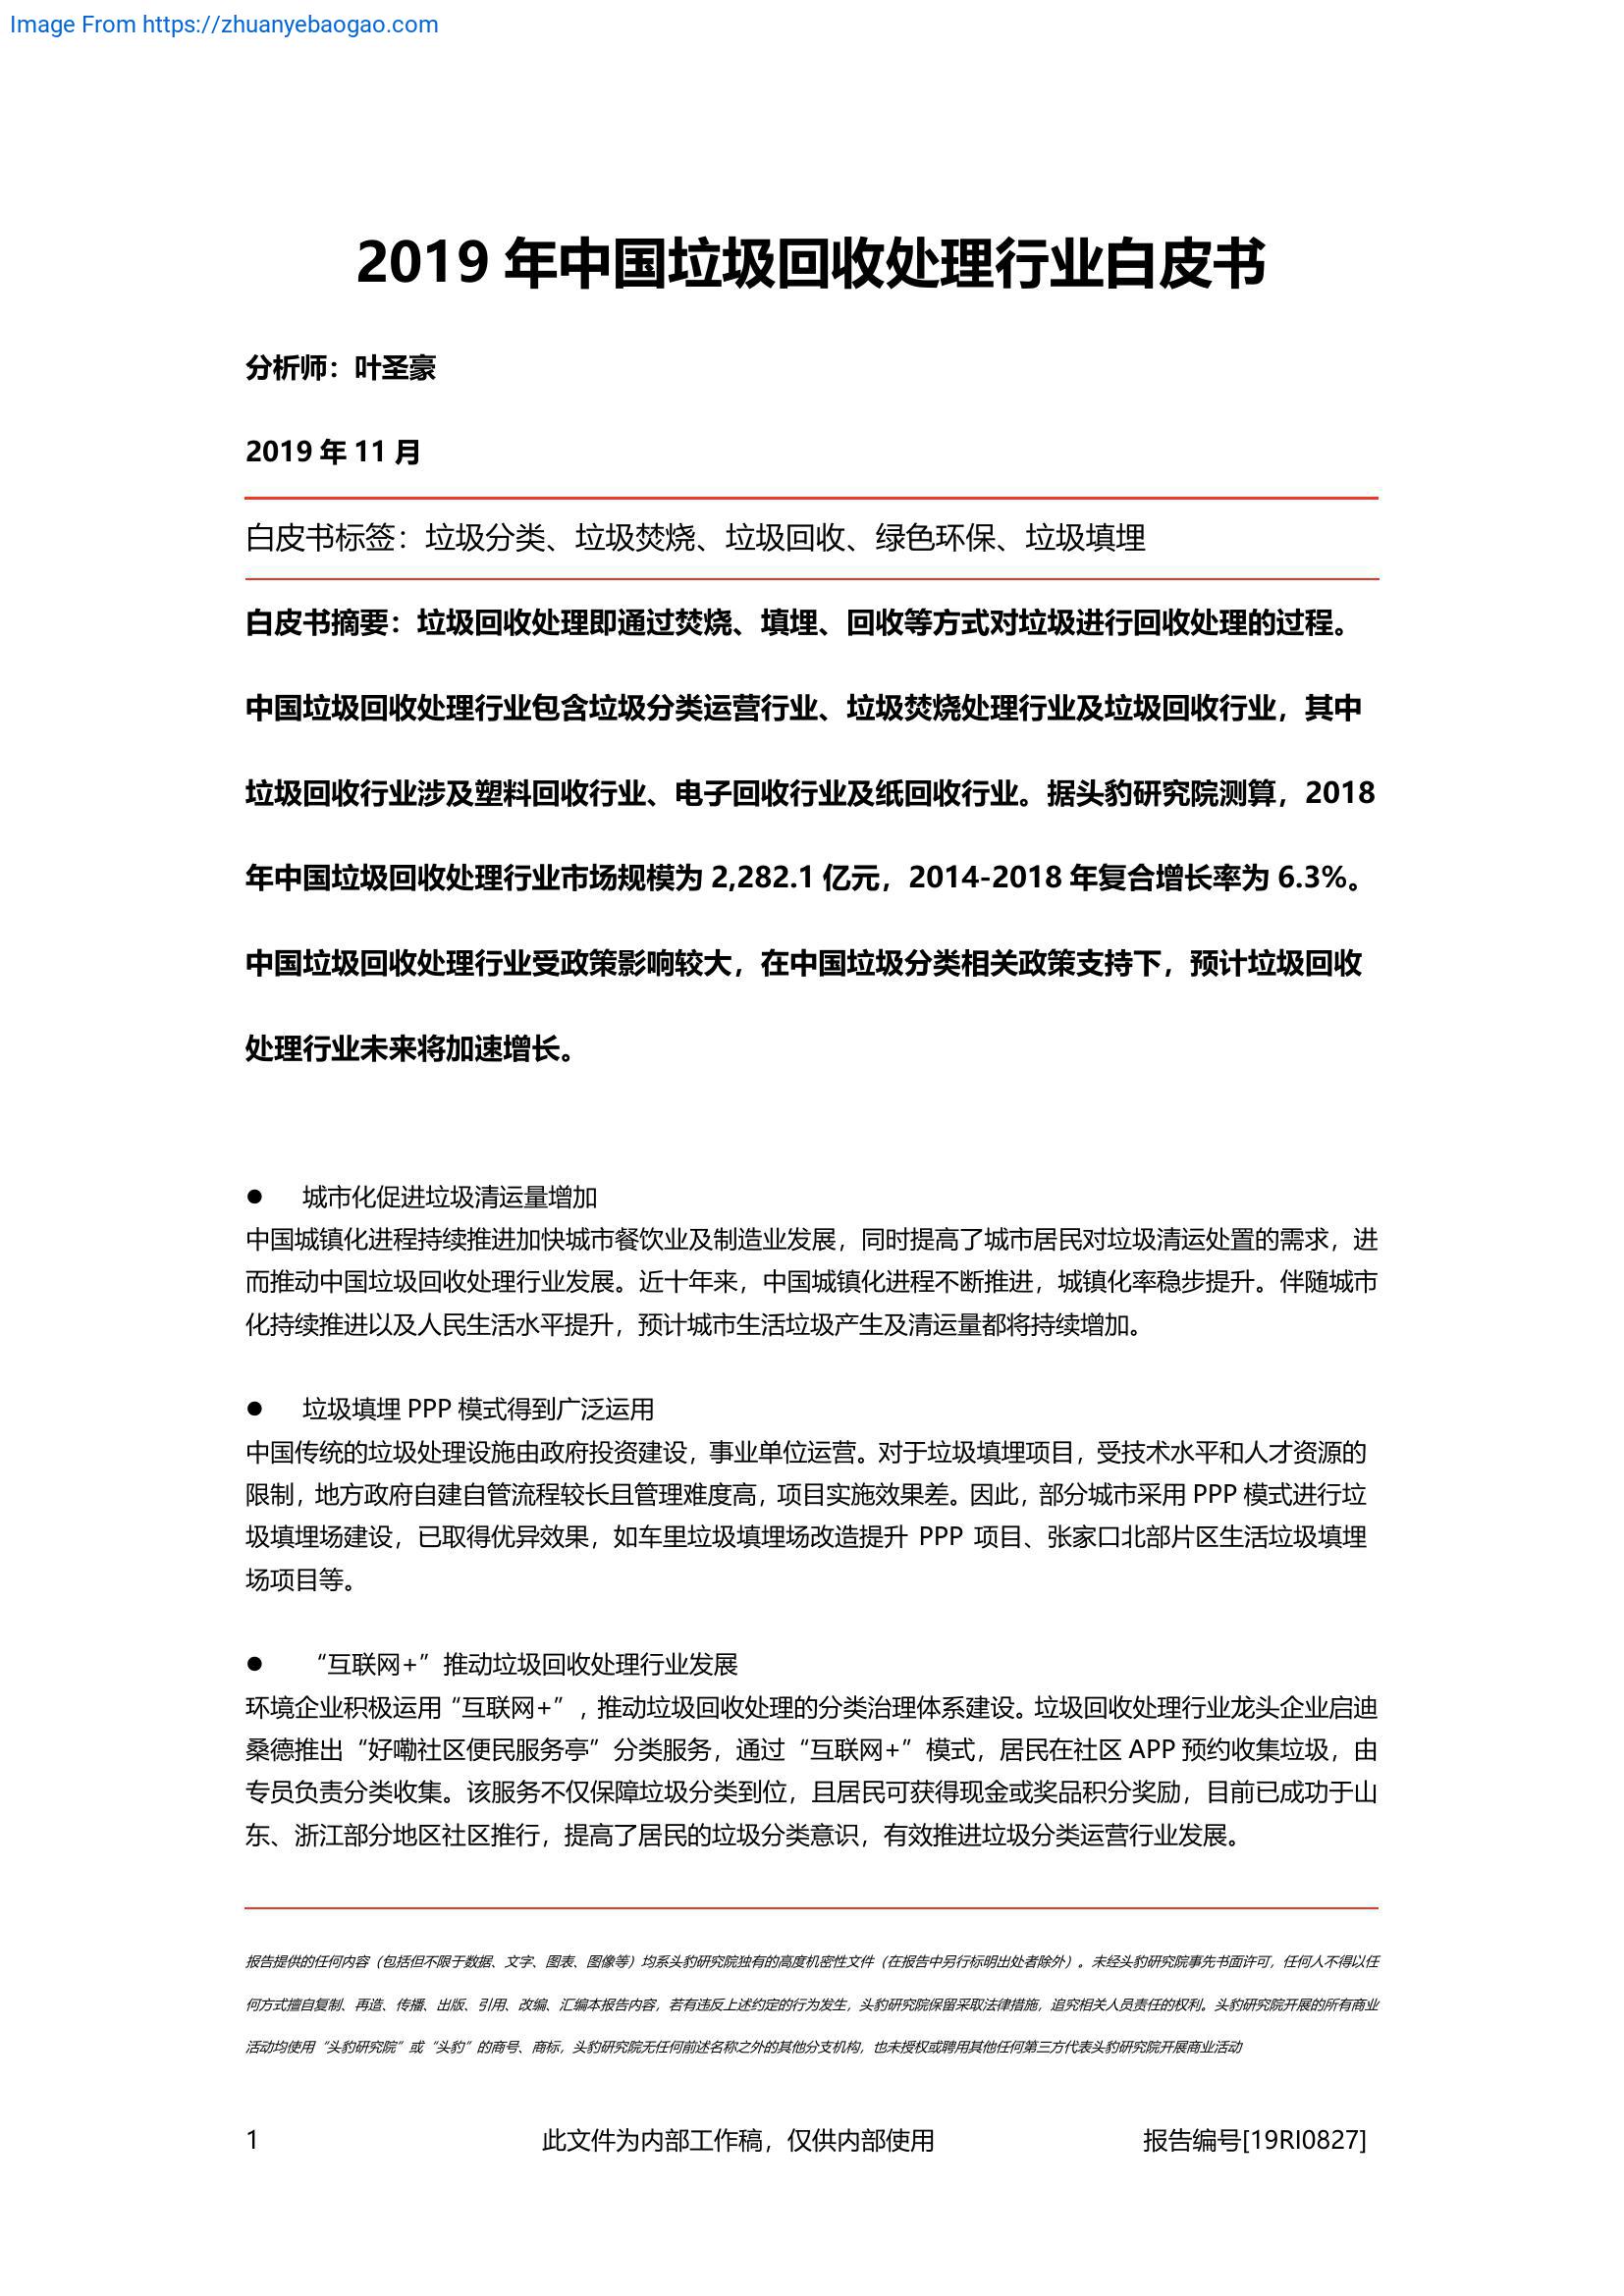 Image From https://zhuanyebaogao.com
2019 年中国垃圾回收处理行业白皮书
分析师：叶圣豪
2019 年 11 月
白皮书标签：垃圾分类、垃圾焚烧、垃圾回收、绿色环保、垃圾填埋
白皮书摘要：垃圾回收处理即通过焚烧、填埋、回收等方式对垃圾进行回收处理的过程。
中国垃圾回收处理行业包含垃圾分类运营行业、垃圾焚烧处理行业及垃圾回收行业，其中
垃圾回收行业涉及塑料回收行业、电子回收行业及纸回收行业。据头豹研究院测算，2018
年中国垃圾回收处理行业市场规模为 2,282.1 亿元，2014-2018 年复合增长率为 6.3%。
中国垃圾回收处理行业受政策影响较大，在中国垃圾分类相关政策支持下，预计垃圾回收
处理行业未来将加速增长。
● 城市化促进垃圾清运量增加
中国城镇化进程持续推进加快城市餐饮业及制造业发展，同时提高了城市居民对垃圾清运处置的需求，进
而推动中国垃圾回收处理行业发展。近十年来，中国城镇化进程不断推进，城镇化率稳步提升。伴随城市
化持续推进以及人民生活水平提升，预计城市生活垃圾产生及清运量都将持续增加。
● 垃圾填埋 PPP 模式得到广泛运用
中国传统的垃圾处理设施由政府投资建设，事业单位运营。对于垃圾填埋项目，受技术水平和人才资源的
限制，地方政府自建自管流程较长且管理难度高，项目实施效果差。因此，部分城市采用 PPP 模式进行垃
圾填埋场建设，已取得优异效果，如车里垃圾填埋场改造提升 PPP 项目、张家口北部片区生活垃圾填埋
场项目等。
● “互联网+”推动垃圾回收处理行业发展
环境企业积极运用“互联网+”，推动垃圾回收处理的分类治理体系建设。垃圾回收处理行业龙头企业启迪
桑德推出“好嘞社区便民服务亭”分类服务，通过“互联网+”模式，居民在社区 APP 预约收集垃圾，由
专员负责分类收集。该服务不仅保障垃圾分类到位，且居民可获得现金或奖品积分奖励，目前已成功于山
东、浙江部分地区社区推行，提高了居民的垃圾分类意识，有效推进垃圾分类运营行业发展。
报告提供的任何内容（包括但不限于数据、文字、图表、图像等）均系头豹研究院独有的高度机密性文件（在报告中另行标明出处者除外）。未经头豹研究院事先书面许可，任何人不得以任
何方式擅自复制、再造、传播、出版、引用、改编、汇编本报告内容，若有违反上述约定的行为发生，头豹研究院保留采取法律措施，追究相关人员责任的权利。头豹研究院开展的所有商业
活动均使用“头豹研究院”或“头豹”的商号、商标，头豹研究院无任何前述名称之外的其他分支机构，也未授权或聘用其他任何第三方代表头豹研究院开展商业活动
1 此文件为内部工作稿，仅供内部使用 报告编号[19RI0827]